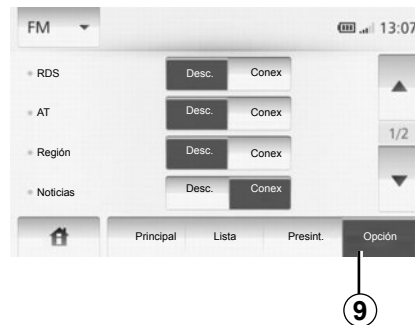 FM 13:07
RDS Desc. Conex
AT Desc. Conex
1/2
Región Desc. Conex
Noticias Desc. Conex
Principal Lista Presint. Opción
9